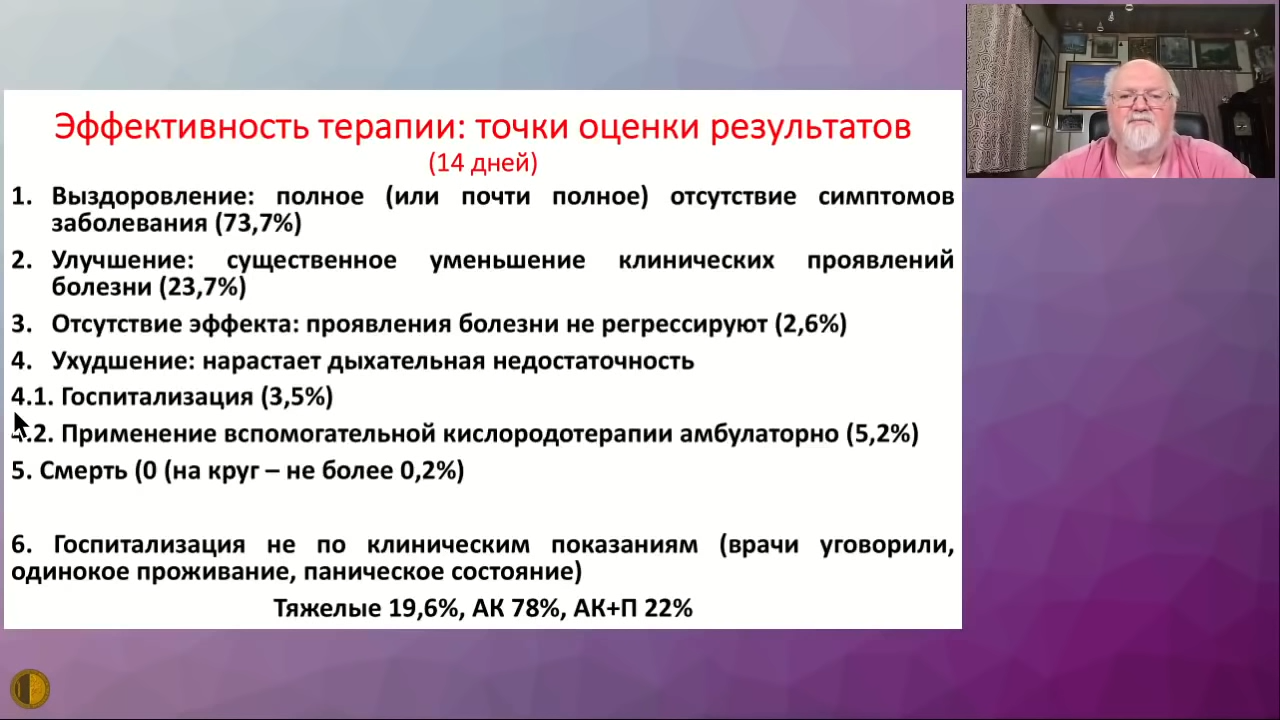 Эффективность терапии: точки оценки результатов
(14 дней)
1. Выздоровление: полное (или почти полное) отсутствие симптомов
заболевания (73,7%)
2. Улучшение: существенное уменьшение клинических проявлений
болезни (23,7%)
3. Отсутствие эффекта: проявления болезни не регрессируют (2,6%)
4. Ухудшение: нарастает дыхательная недостаточность
4.1. Госпитализация (3,5%)
4.2. Применение вспомогательной кислородотерапии амбулаторно (5,2%)
5. Смерть (0 (на круг – не более 0,2%)
6. Госпитализация не по клиническим показаниям (врачи уговорили,
одинокое проживание, паническое состояние)
Тяжелые 19,6%, АК 78%, АК+П 22%